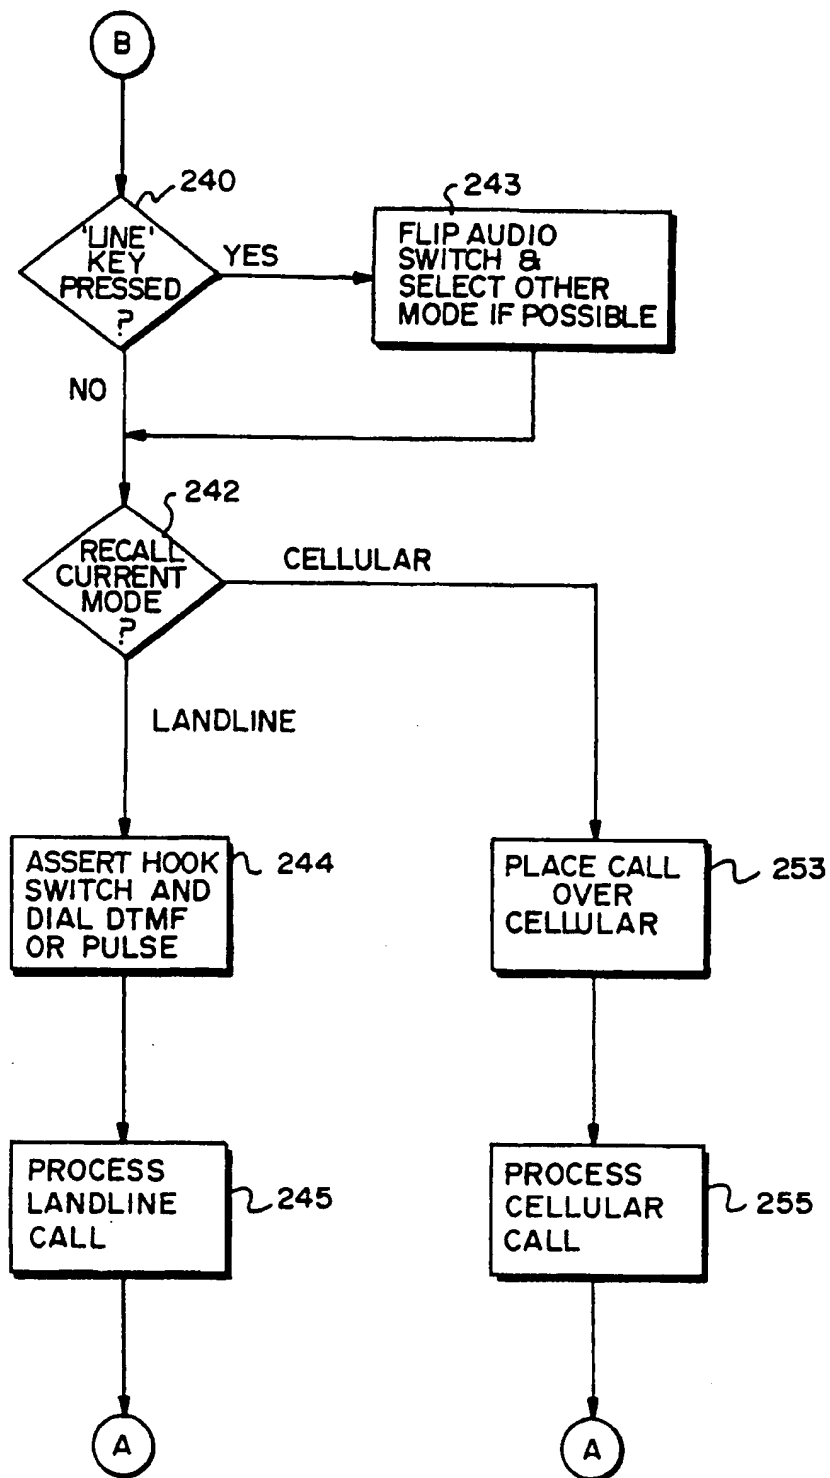 B
240
'LINE'
KEY
PRESSED
?
YES
243
FLIP AUDIO
SWITCH &
SELECT OTHER
MODE IF POSSIBLE
NO
242
RECALL
CURRENT
MODE
?
CELLULAR
LANDLINE
ASSERT HOOK
SWITCH AND
DIAL DTMF
OR PULSE
244
PLACE CALL
OVER
CELLULAR
253
PROCESS
LANDLINE
CALL
245
PROCESS
CELLULAR
CALL
255
A
A